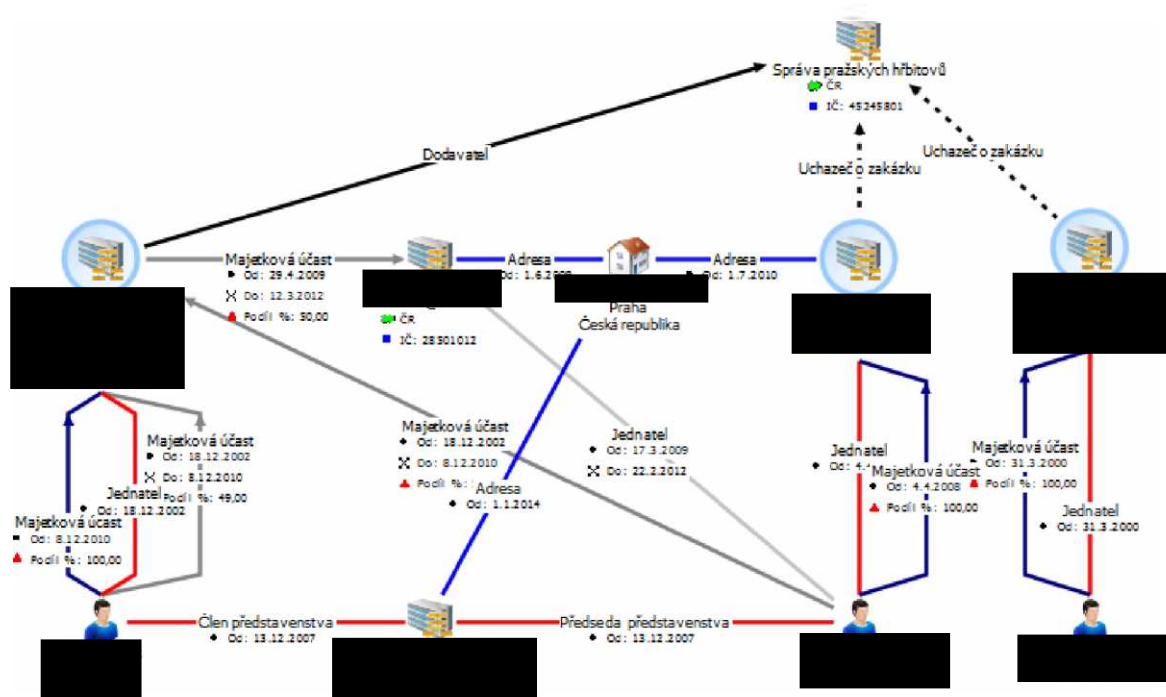 Správa pražských hřbitovů
ČR
IČ: 45245801
Dodavatel
Uchazeč o zakázku
Uchazeč o zakázku
Majetková účast
Od: 29.4.2009
Do: 12.3.2012
Podíl %: 50,00
Adresa
Adresa
Od: 1.7.2010
Praha
Česká republika
ČR
IČ: 28501012
Majetková účast
Od: 18.12.2002
Do: 8.12.2010
Podíl %: 49,00
Jednatel
Od: 18.12.2002
Majetková účast
Od: 8.12.2010
Podíl %: 100,00
Majetková účast
Od: 18.12.2002
Do: 8.12.2010
Podíl %:
Adresa
Od: 1.1.2014
Jednatel
Od: 17.3.2009
Do: 22.2.2012
Jednatel
Od:
Majetková účast
Od: 4.4.2008
Podíl %: 100,00
Majetková účast
Od: 31.3.2000
Podíl %: 100,00
Jednatel
Od: 31.3.2000
Člen představenstva
Od: 13.12.2007
Předseda představenstva
Od: 13.12.2007